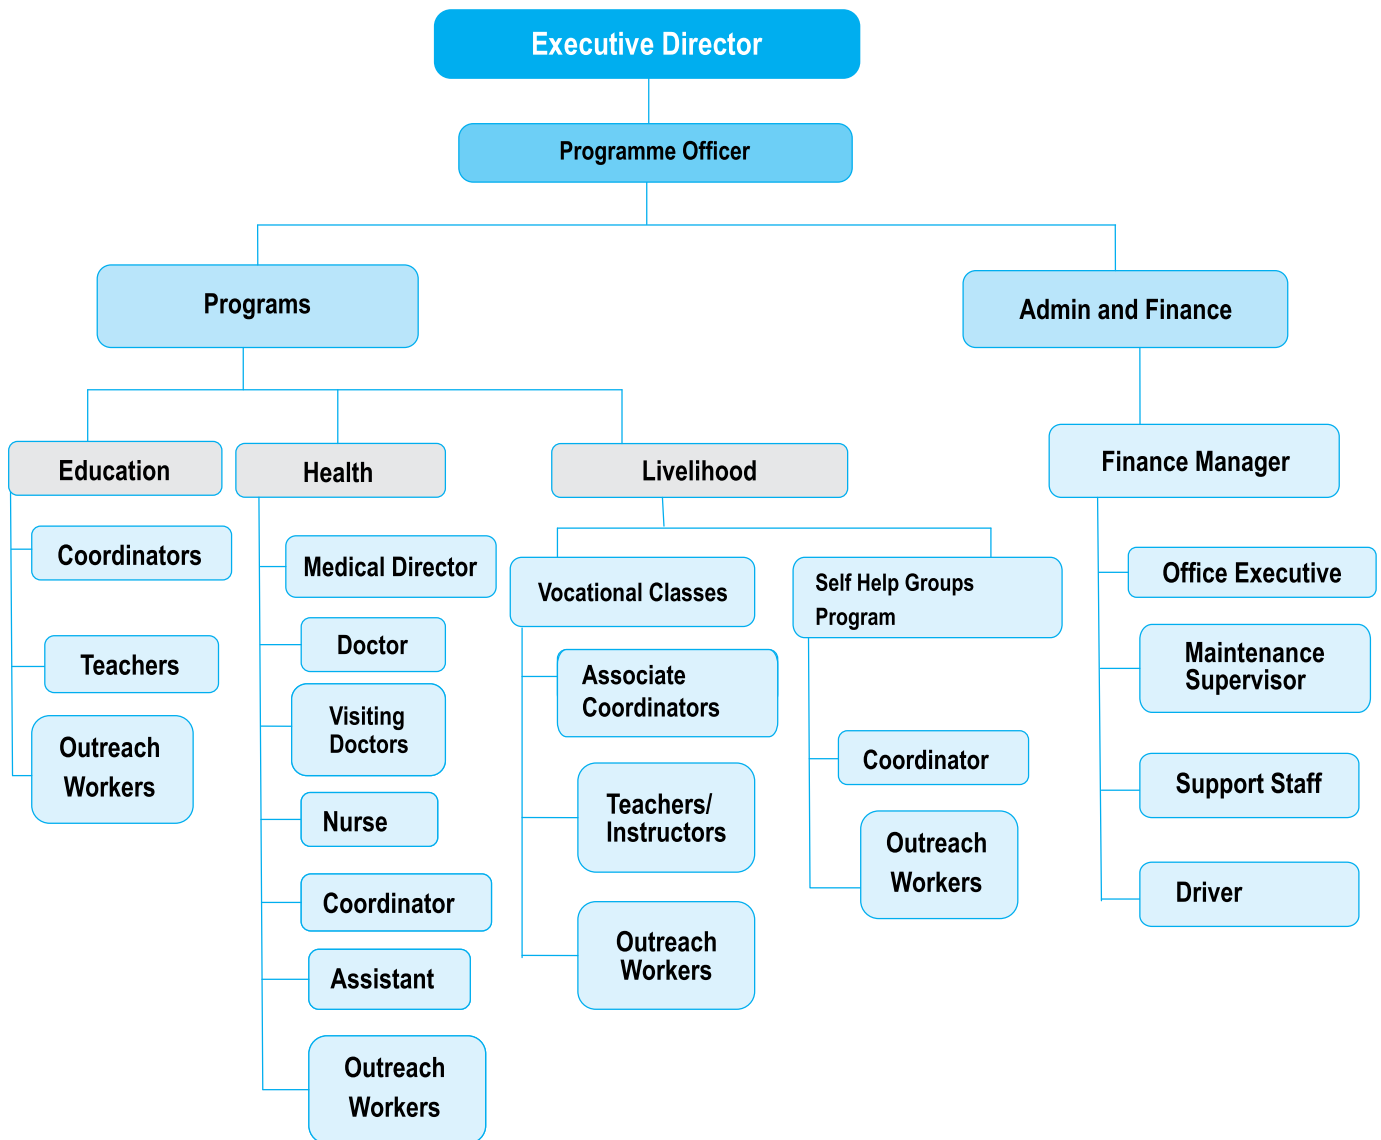 Executive Director
Programme Officer
Programs
Admin and Finance
Education
Health
Livelihood
Finance Manager
Coordinators
Teachers
Outreach
Workers
Medical Director
Doctor
Visiting
Doctors
Nurse
Coordinator
Assistant
Outreach
Workers
Vocational Classes
Associate
Coordinators
Teachers/
Instructors
Outreach
Workers
Self Help Groups
Program
Coordinator
Outreach
Workers
Office Executive
Maintenance
Supervisor
Support Staff
Driver